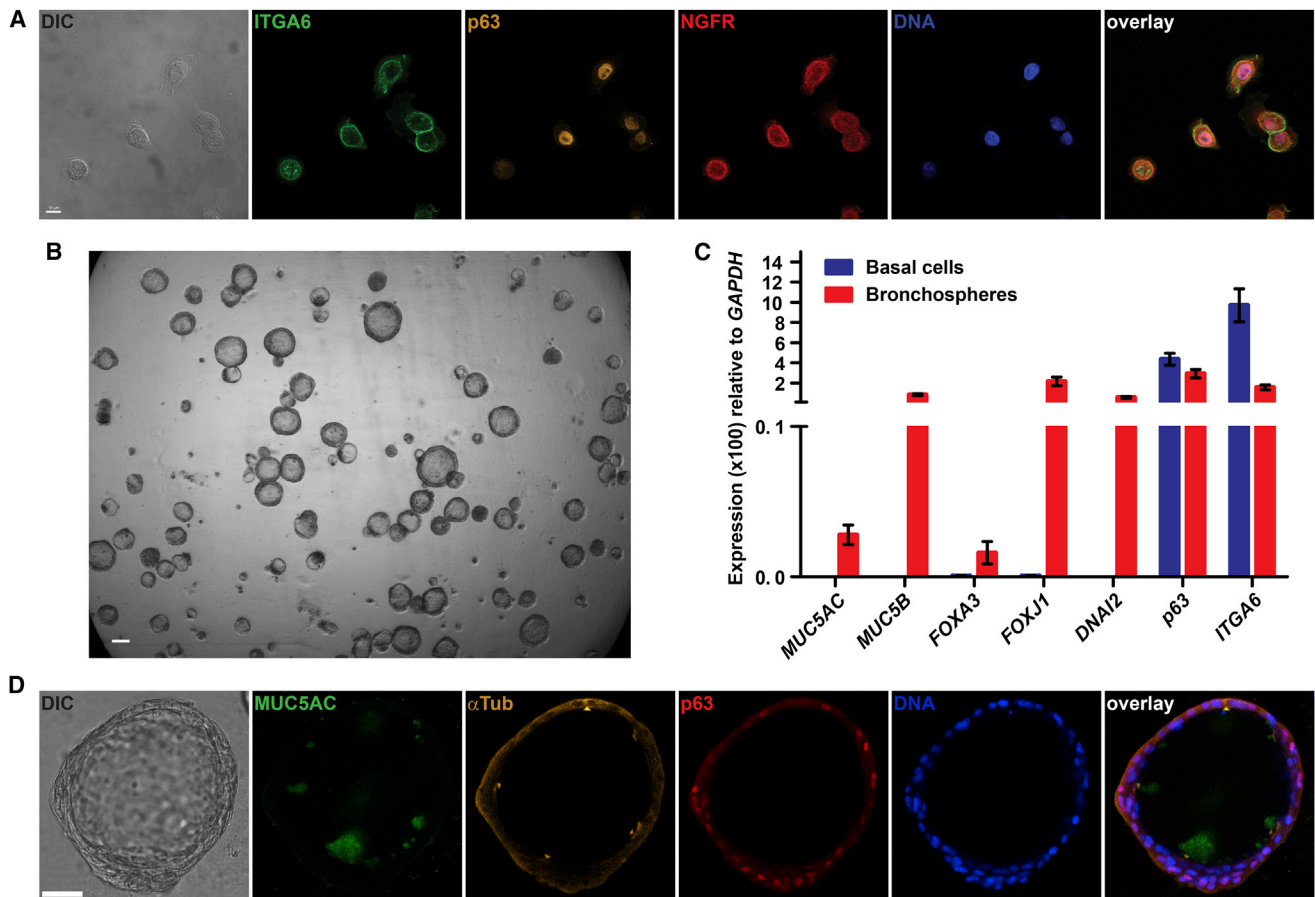 A
DIC
ITGA6
p63
NGFR
DNA
overlay
10 µm
B
C
Expression (x100) relative to GAPDH
14
12
10
8
6
4
2
0.1
0.0
Basal cells
Bronchospheres
MUC5AC
MUC5B
FOXA3
FOXJ1
DNAI2
p63
ITGA6
D
DIC
MUC5AC
αTub
p63
DNA
overlay